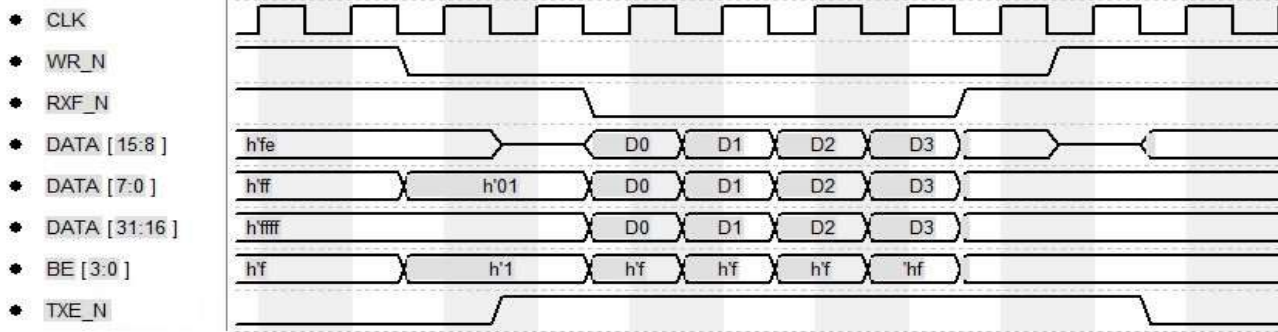 CLK
WR_N
RXF_N
DATA [15:8 ] h'fe D0 D1 D2 D3
DATA [7:0 ] h'ff h'01 D0 D1 D2 D3
DATA [31:16 ] h'ffff D0 D1 D2 D3
BE [3:0 ] h'f h'1 h'f h'f h'f 'hf
TXE_N